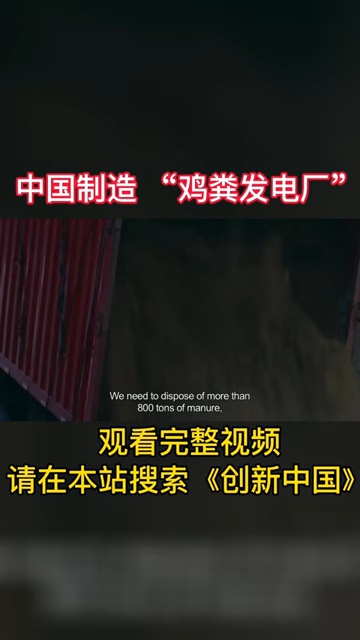 中国制造 “鸡粪发电厂”
We need to dispose of more than
800 tons of manure,
观看完整视频
请在本站搜索《创新中国》